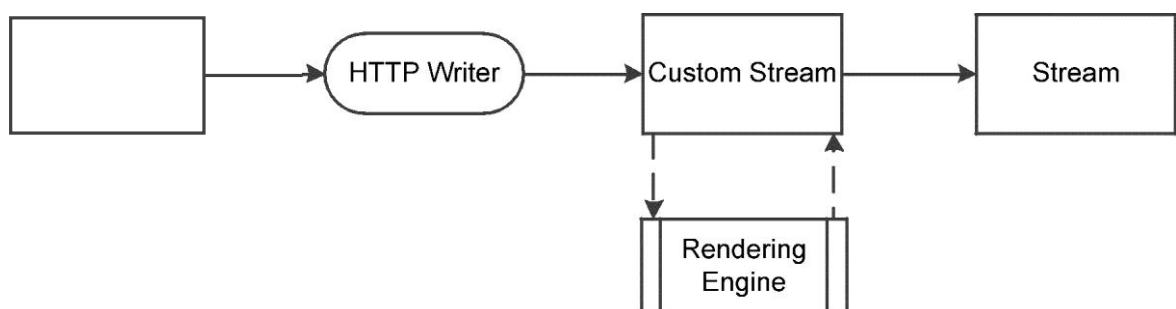 HTTP Writer
Custom Stream
Stream
Rendering
Engine